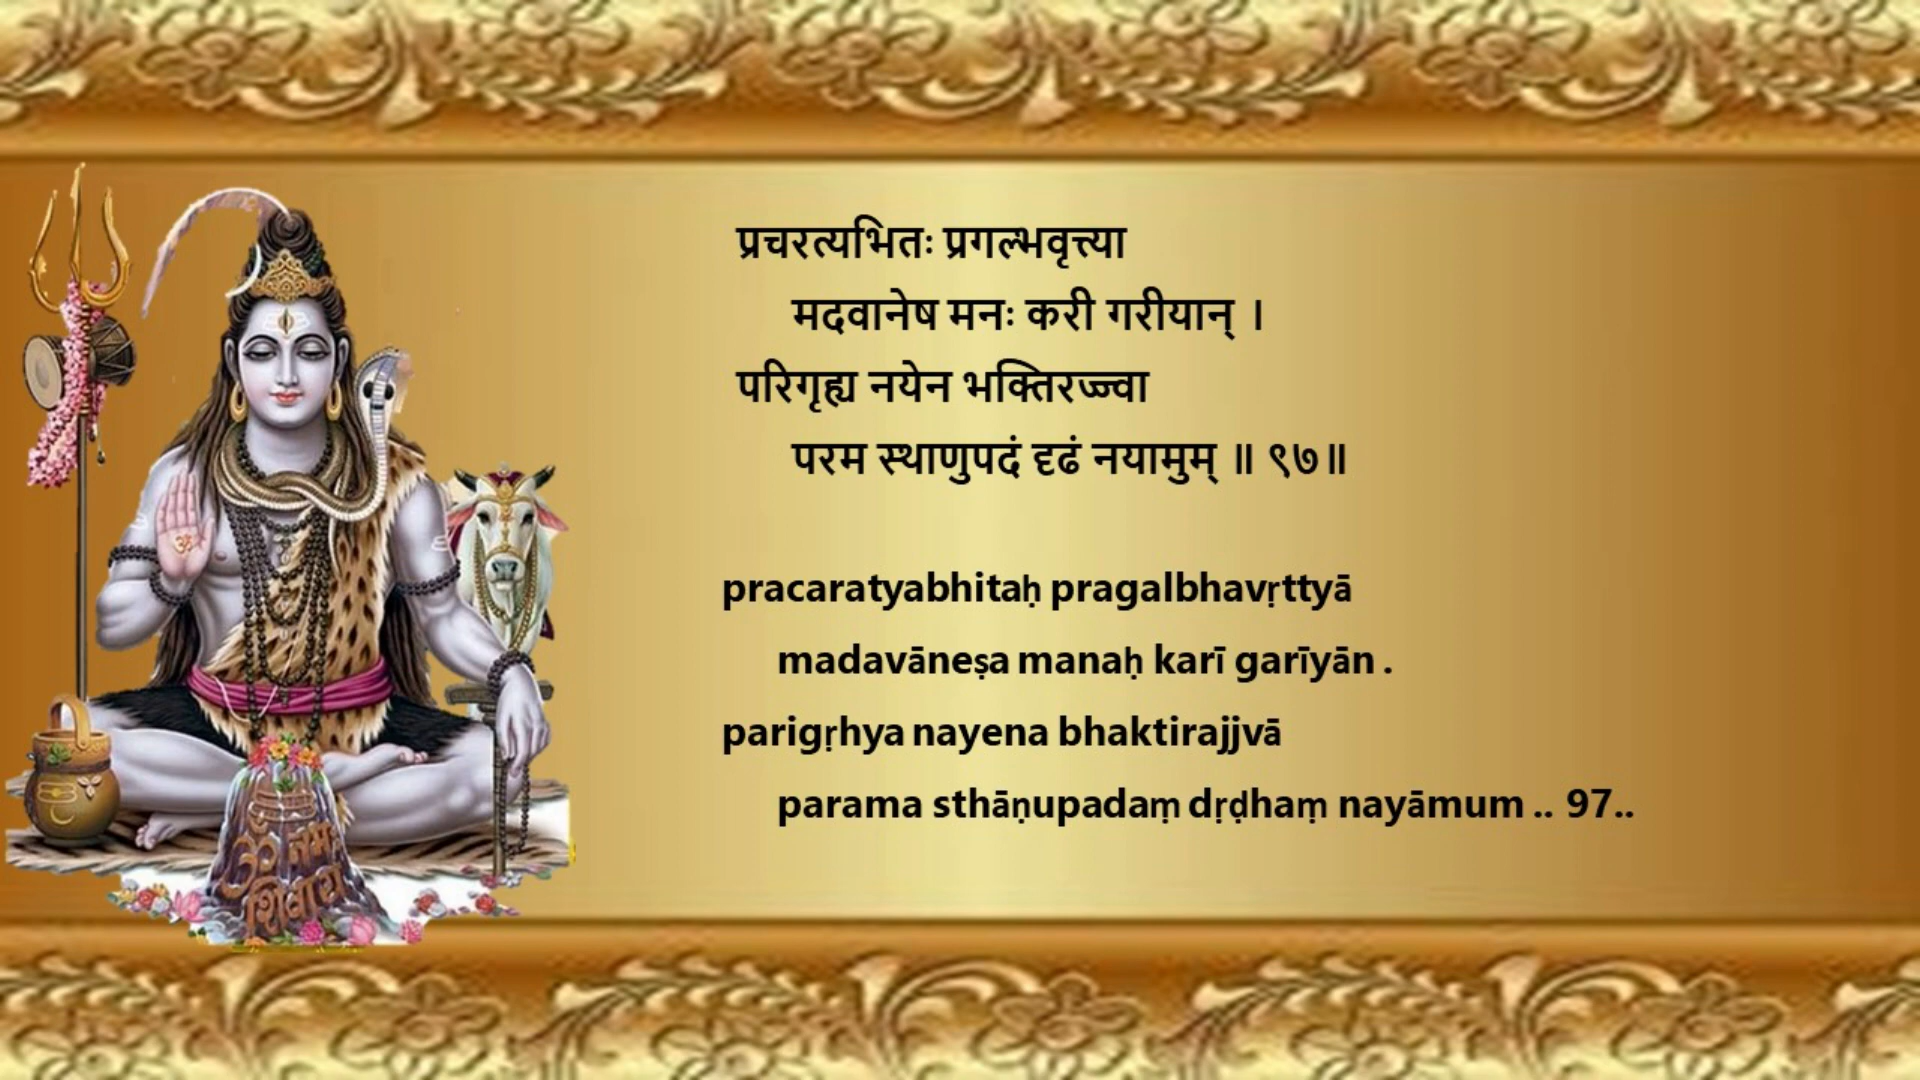 प्रचरत्यभितः प्रगल्भवृत्त्या
मदवानेष मनः करी गरीयान् ।
परिगृह्य नयेन भक्तिरज्ज्वा
परम स्थाणुपदं दृढं नयामुम् ॥ ९७॥
pracaratyabhitaḥ pragalbhavṛttyā
madavāneṣa manaḥ karī garīyān .
parigṛhya nayena bhaktirajjvā
parama sthāṇupadaṃ dṛḍhaṃ nayāmum .. 97..
ॐ नमः
शिवाय